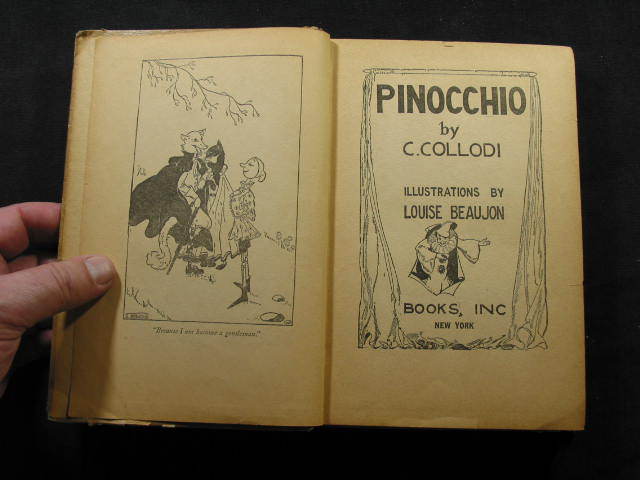 "Because I am become a gentleman."
PINOCCHIO
by
C. COLLODI
ILLUSTRATIONS BY
LOUISE BEAUJON
BOOKS, INC
NEW YORK